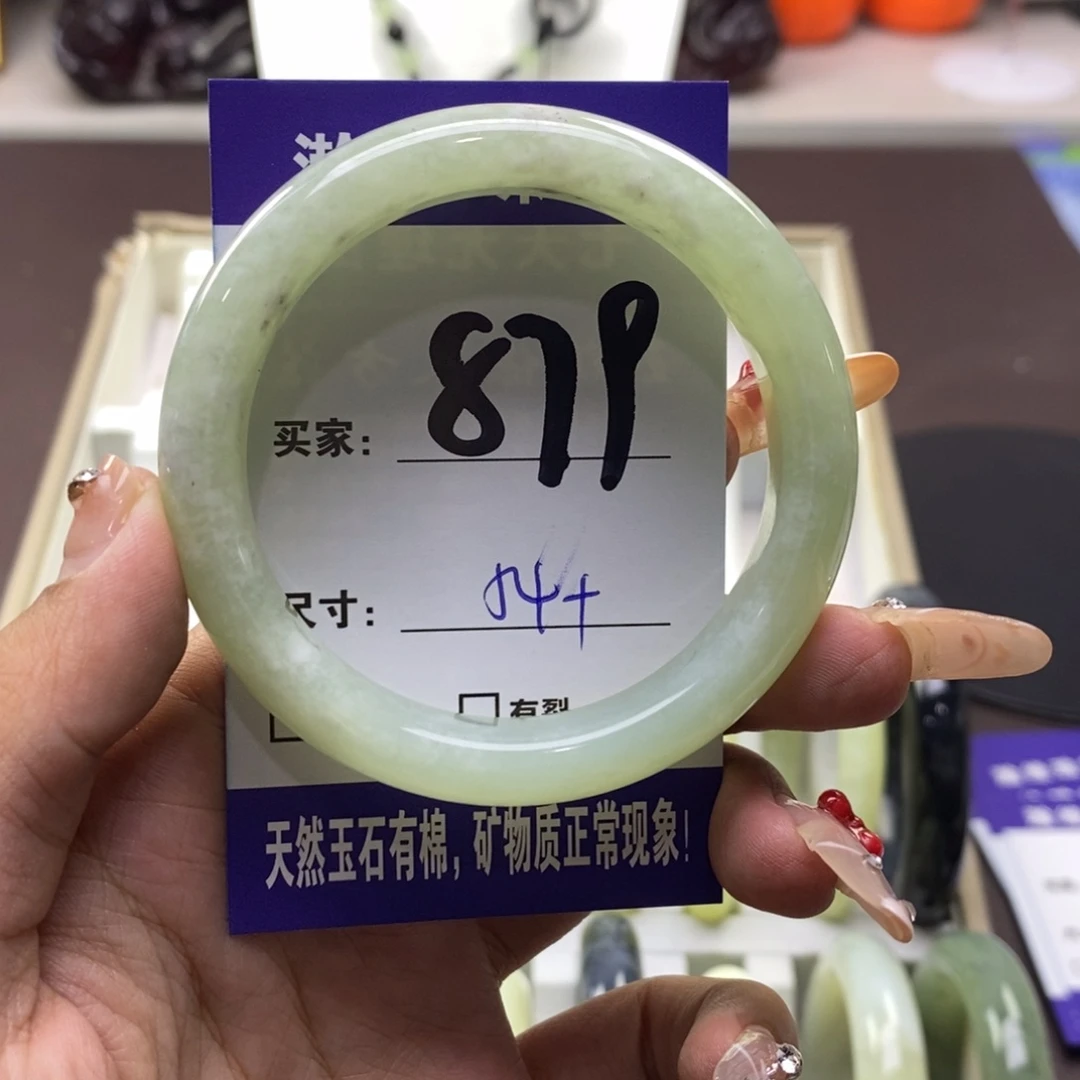 买家: 879
尺寸: 54+
有裂
天然玉石有棉, 矿物质正常现象!